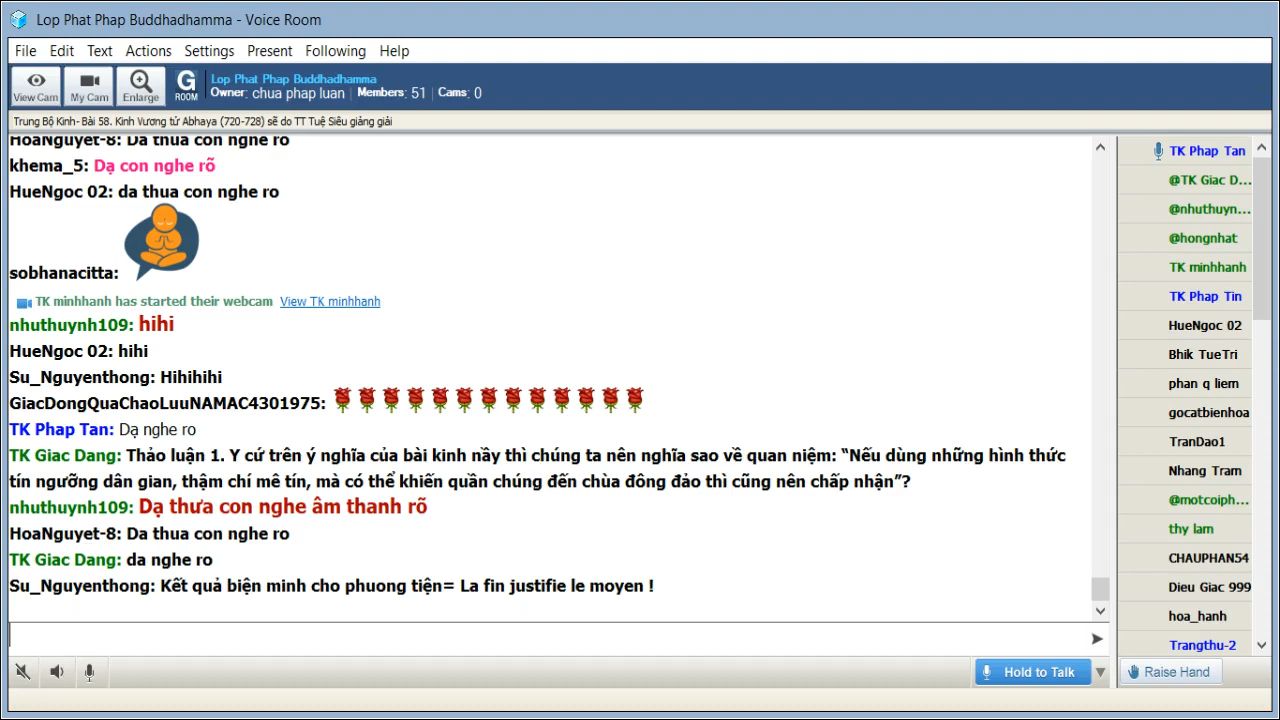 Lop Phat Phap Buddhadhamma - Voice Room
File Edit Text Actions Settings Present Following Help
View Cam My Cam Enlarge G ROOM
Lop Phat Phap Buddhadhamma
Owner: chua phap luan | Members: 51 | Cams: 0
Trung Bộ Kinh- Bài 58. Kinh Vương tử Abhaya (720-728) sẽ do TT Tuệ Siêu giảng giải
HoaNguyet-8: Da thua con nghe ro
khema_5: Dạ con nghe rõ
HueNgoc 02: da thua con nghe ro
sobhanacitta:
TK minhhanh has started their webcam View TK minhhanh
nhuthuynh109: hihi
HueNgoc 02: hihi
Su_Nguyenthong: Hihihihi
GiacDongQuaChaoLuuNAMAC4301975:
TK Phap Tan: Dạ nghe ro
TK Giac Dang: Thảo luận 1. Y cứ trên ý nghĩa của bài kinh nầy thì chúng ta nên nghĩa sao về quan niệm: “Nếu dùng những hình thức
tín ngưỡng dân gian, thậm chí mê tín, mà có thể khiến quần chúng đến chùa đông đảo thì cũng nên chấp nhận”?
nhuthuynh109: Dạ thưa con nghe âm thanh rõ
HoaNguyet-8: Da thua con nghe ro
TK Giac Dang: da nghe ro
Su_Nguyenthong: Kết quả biện minh cho phuong tiện= La fin justifie le moyen !
TK Phap Tan
@TK Giac D...
@nhuthuyn...
@hongnhat
TK minhhanh
TK Phap Tin
HueNgoc 02
Bhik TueTri
phan q liem
gocatbienhoa
TranDao1
Nhang Tram
@motcoiph...
thy lam
CHAUPHAN54
Dieu Giac 999
hoa_hanh
Trangthu-2
Hold to Talk
Raise Hand